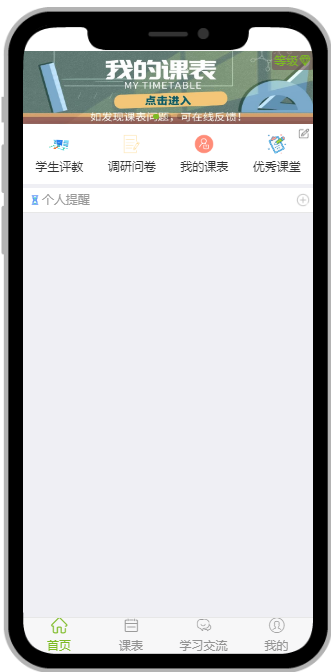 我的课表
MY TIMETABLE
点击进入
如发现课表问题，可在线反馈！
学生评教
调研问卷
我的课表
优秀课堂
个人提醒
首页
课表
学习交流
我的